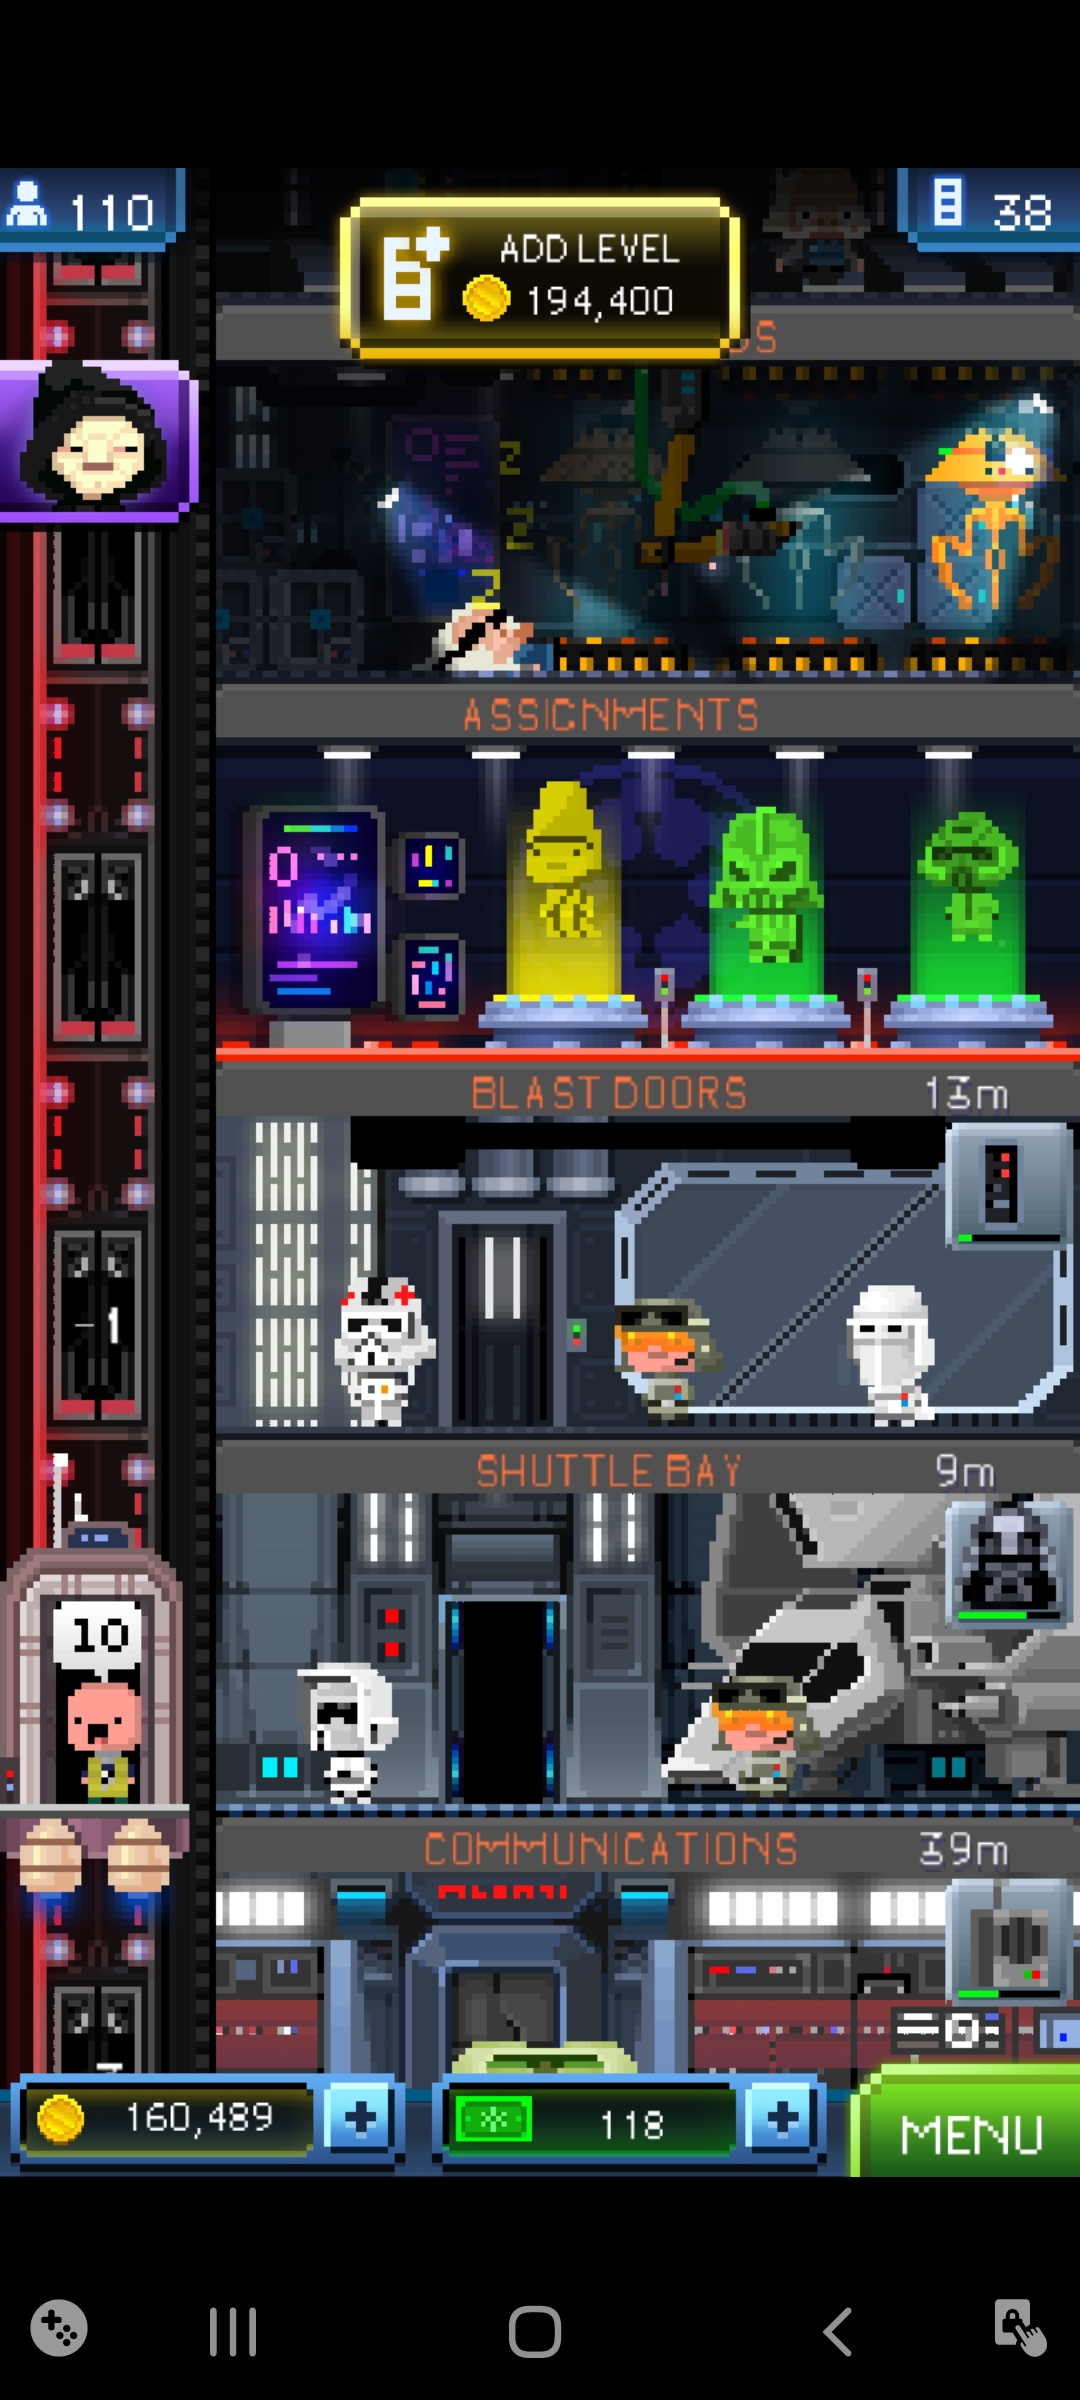 110
ADD LEVEL
194,400
38
ASSIGNMENTS
BLAST DOORS
13m
-1
SHUTTLE BAY
9m
10
COMMUNICATIONS
39m
160,489
118
MENU